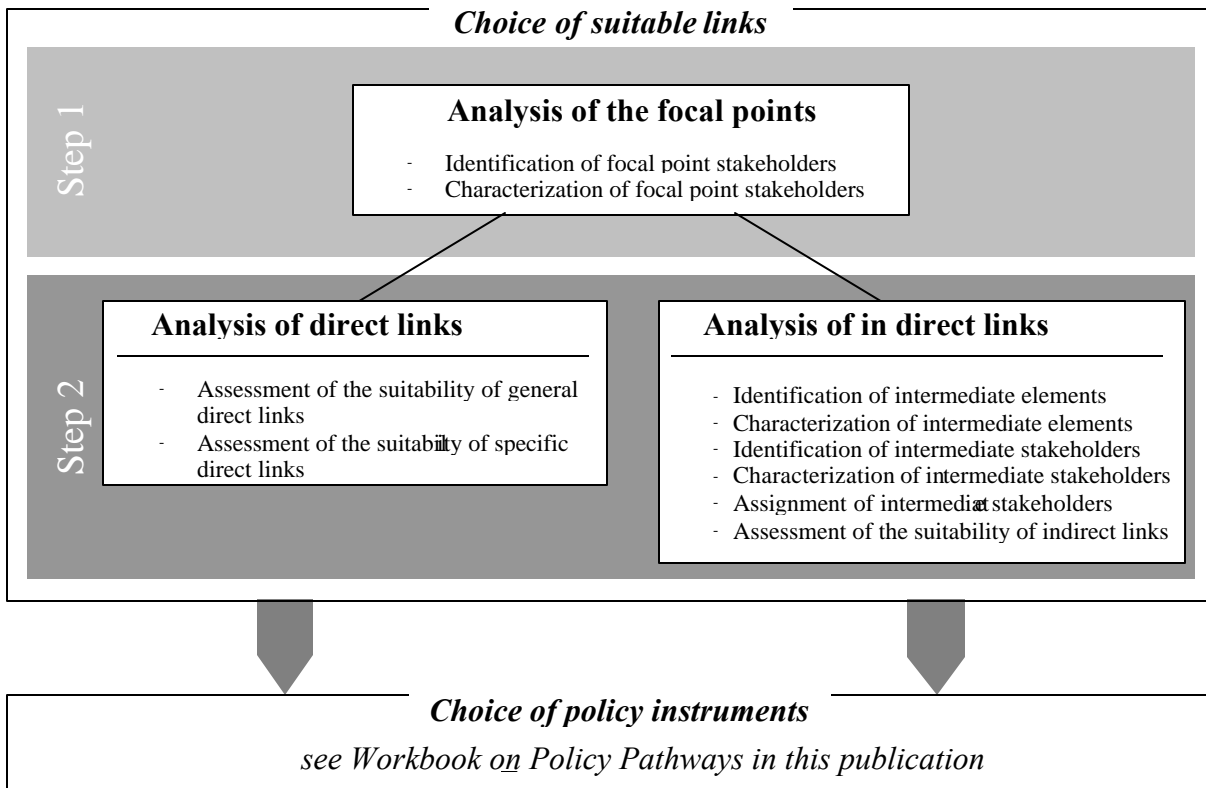 Choice of suitable links
Step 1
Analysis of the focal points
- Identification of focal point stakeholders
- Characterization of focal point stakeholders
Step 2
Analysis of direct links
- Assessment of the suitability of general
direct links
- Assessment of the suitability of specific
direct links
Analysis of in direct links
- Identification of intermediate elements
- Characterization of intermediate elements
- Identification of intermediate stakeholders
- Characterization of intermediate stakeholders
- Assignment of intermediate stakeholders
- Assessment of the suitability of indirect links
Choice of policy instruments
see Workbook on Policy Pathways in this publication